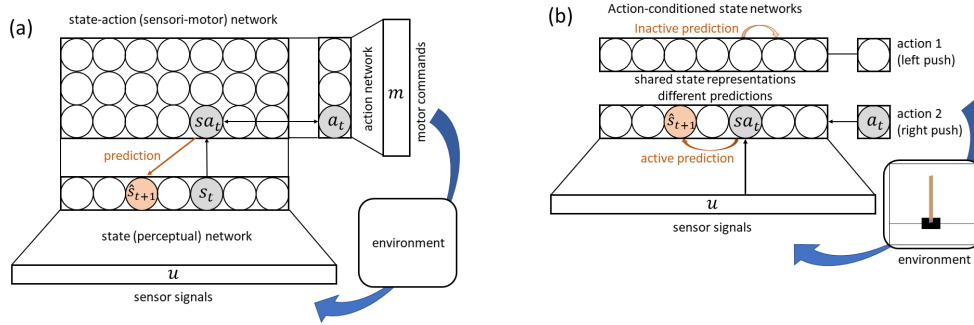 (a)
state-action (sensori-motor) network
sa_t
a_t
action network
m
motor commands
prediction
ŝ_{t+1}
s_t
state (perceptual) network
u
sensor signals
environment
(b)
Action-conditioned state networks
Inactive prediction
action 1
(left push)
shared state representations
different predictions
ŝ_{t+1}
sa_t
a_t
action 2
(right push)
active prediction
u
sensor signals
environment